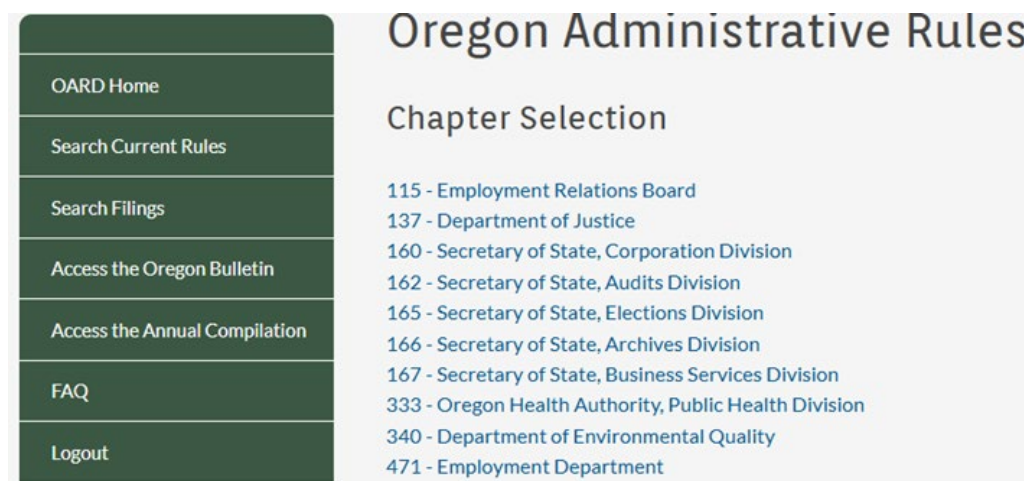 OARD Home
Search Current Rules
Search Filings
Access the Oregon Bulletin
Access the Annual Compilation
FAQ
Logout
Oregon Administrative Rules
Chapter Selection
115 - Employment Relations Board
137 - Department of Justice
160 - Secretary of State, Corporation Division
162 - Secretary of State, Audits Division
165 - Secretary of State, Elections Division
166 - Secretary of State, Archives Division
167 - Secretary of State, Business Services Division
333 - Oregon Health Authority, Public Health Division
340 - Department of Environmental Quality
471 - Employment Department